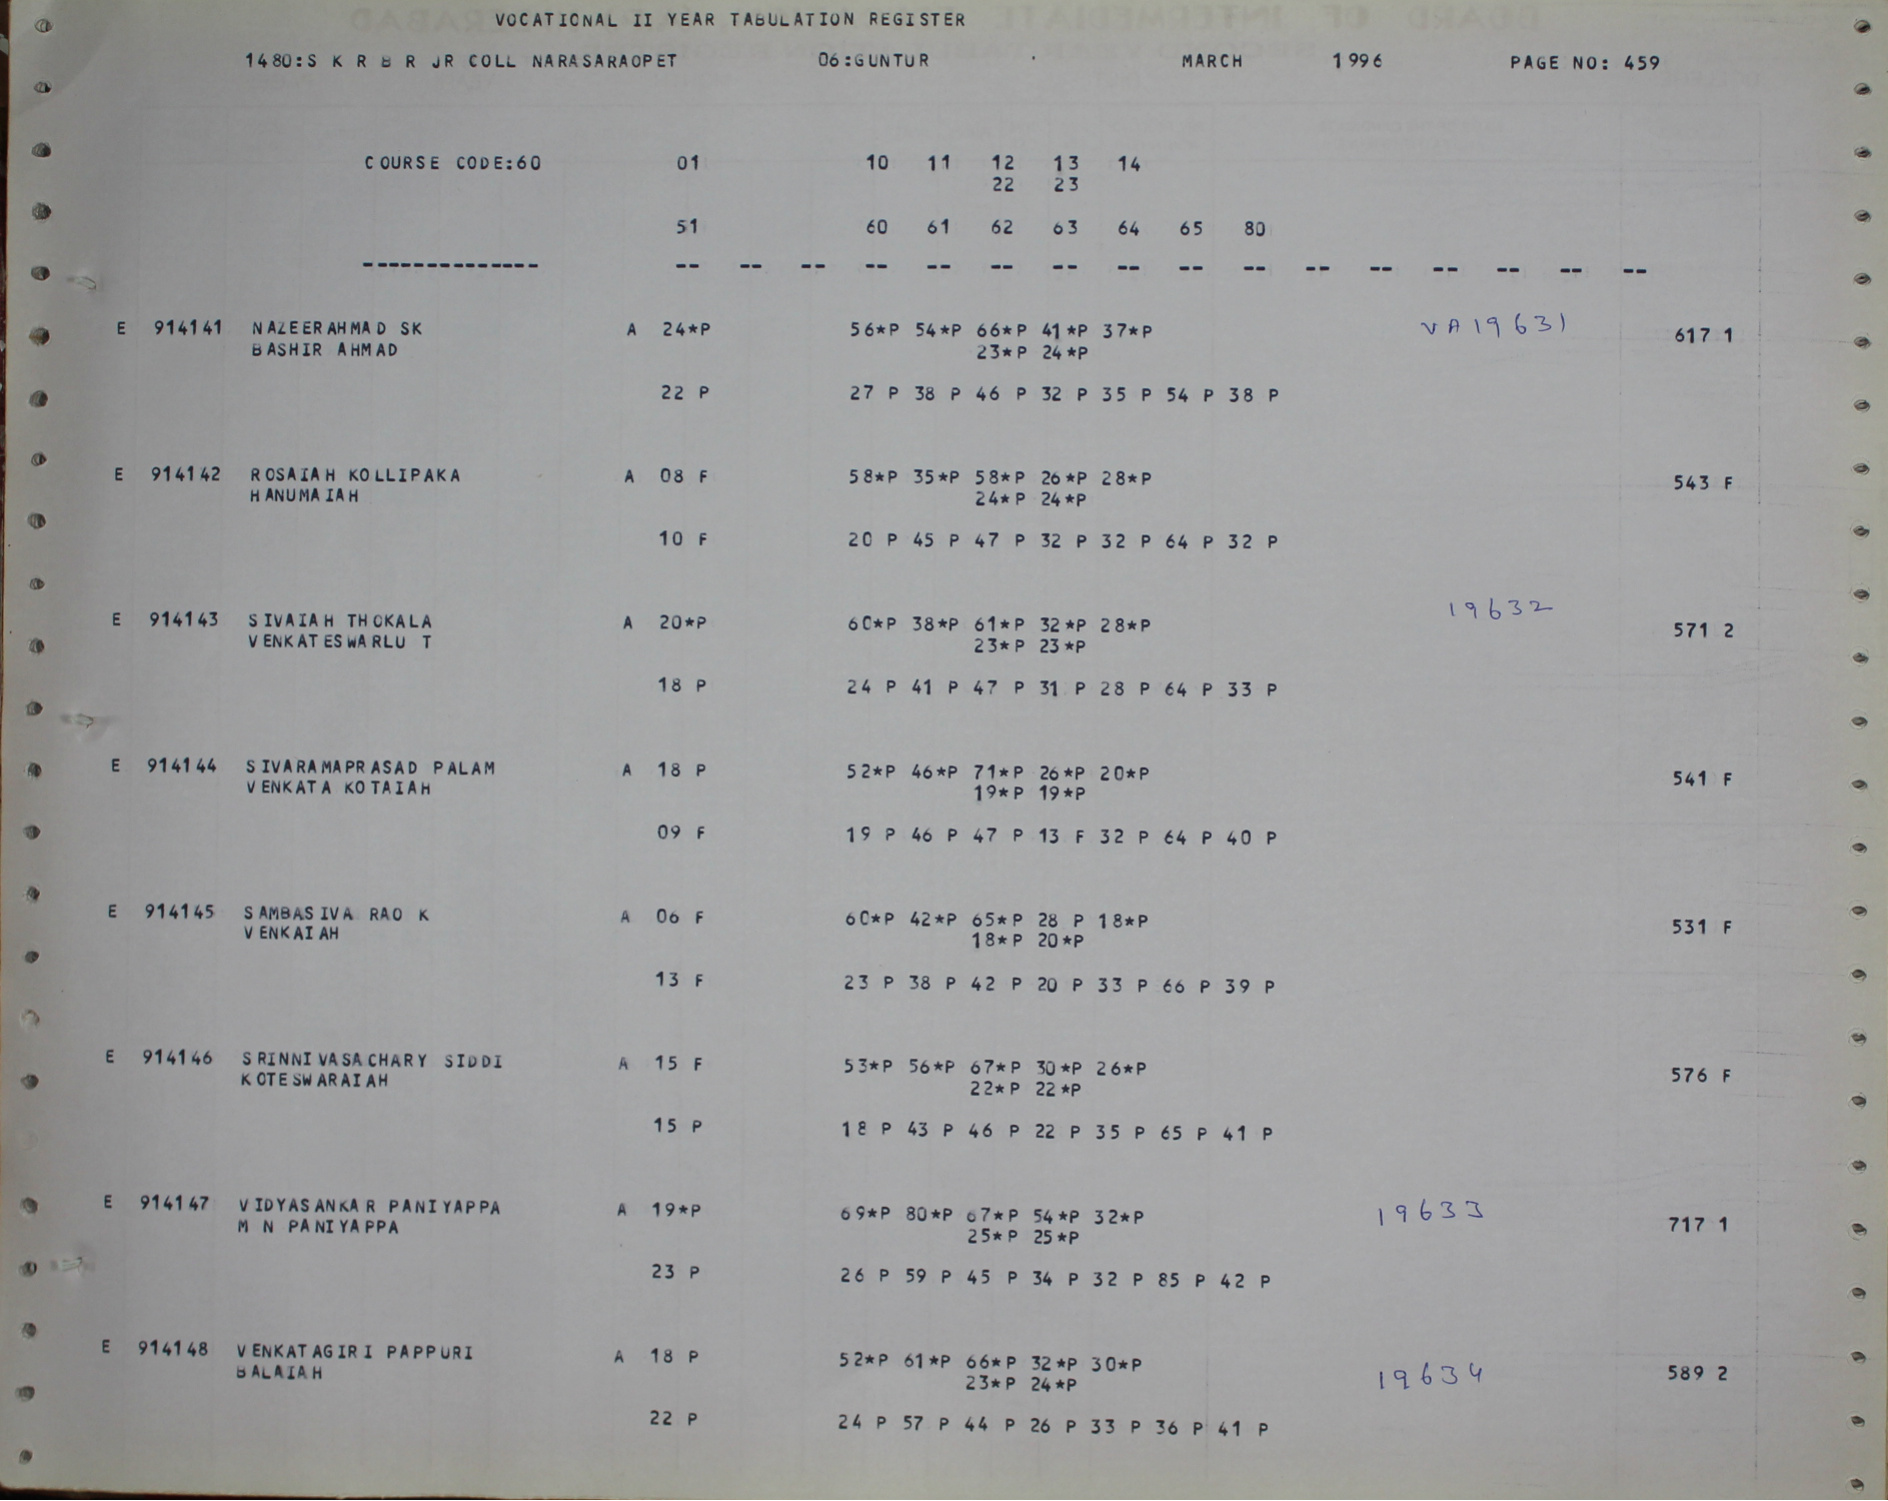 VOCATIONAL II YEAR TABULATION REGISTER
1480:S K R B R JR COLL NARASARAOPET 06:GUNTUR MARCH 1996 PAGE NO: 459
COURSE CODE:60 01 10 11 12 13 14
22 23
51 60 61 62 63 64 65 80
-------------- -- -- -- -- -- -- -- -- -- -- -- -- -- -- -- --
E 914141 NAZEERAHMAD SK A 24*P 56*P 54*P 66*P 41*P 37*P VA19631 617 1
BASHIR AHMAD 23*P 24*P
22 P 27 P 38 P 46 P 32 P 35 P 54 P 38 P
E 914142 ROSAIAH KOLLIPAKA A 08 F 58*P 35*P 58*P 26*P 28*P 543 F
HANUMAIAH 24*P 24*P
10 F 20 P 45 P 47 P 32 P 32 P 64 P 32 P
E 914143 SIVAIAH THOKALA A 20*P 60*P 38*P 61*P 32*P 28*P 19632 571 2
VENKATESWARLU T 23*P 23*P
18 P 24 P 41 P 47 P 31 P 28 P 64 P 33 P
E 914144 SIVARAMAPRASAD PALAM A 18 P 52*P 46*P 71*P 26*P 20*P 541 F
VENKATA KOTAIAH 19*P 19*P
09 F 19 P 46 P 47 P 13 F 32 P 64 P 40 P
E 914145 SAMBASIVA RAO K A 06 F 60*P 42*P 65*P 28 P 18*P 531 F
VENKAIAH 18*P 20*P
13 F 23 P 38 P 42 P 20 P 33 P 66 P 39 P
E 914146 SRINNIVASACHARY SIDDI A 15 F 53*P 56*P 67*P 30*P 26*P 576 F
KOTESWARAIAH 22*P 22*P
15 P 18 P 43 P 46 P 22 P 35 P 65 P 41 P
E 914147 VIDYASANKAR PANIYAPPA A 19*P 69*P 80*P 67*P 54*P 32*P 19633 717 1
M N PANIYAPPA 25*P 25*P
23 P 26 P 59 P 45 P 34 P 32 P 85 P 42 P
E 914148 VENKATAGIRI PAPPURI A 18 P 52*P 61*P 66*P 32*P 30*P 19634 589 2
BALAIAH 23*P 24*P
22 P 24 P 57 P 44 P 26 P 33 P 36 P 41 P